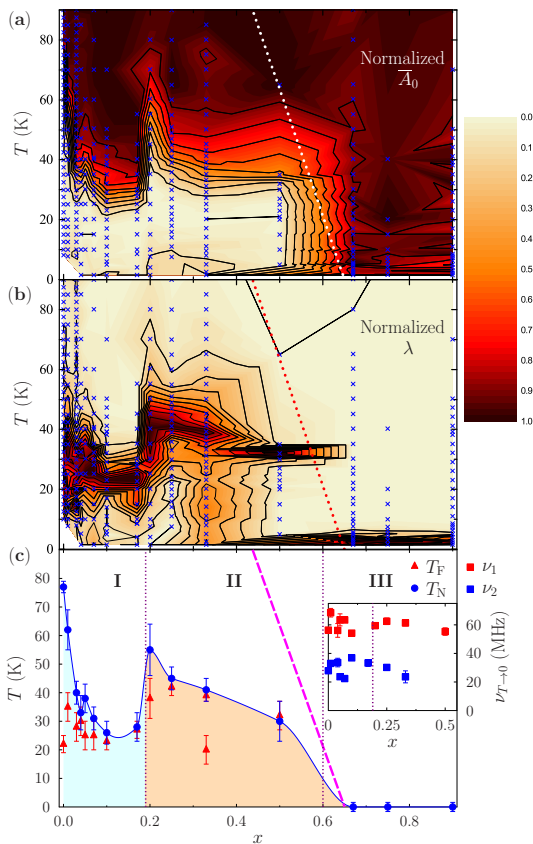 (a)
Normalized
A̅₀
T (K)
80
60
40
20
0
0.0
0.1
0.2
0.3
0.4
0.5
0.6
0.7
0.8
0.9
1.0
(b)
Normalized
λ
T (K)
80
60
40
20
0
(c)
I
II
III
T_F
T_N
ν₁
ν₂
T (K)
80
70
60
50
40
30
20
10
0
0.0
0.2
0.4
0.6
0.8
x
60
40
20
0
ν_{T→0} (MHz)
0
0.25
0.5
x